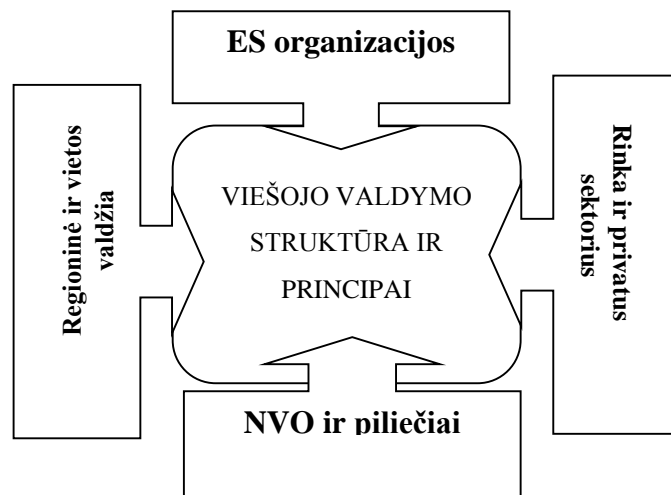 ES organizacijos
Regioninė ir vietos
valdžia
VIEŠOJO VALDYMO
STRUKTŪRA IR
PRINCIPAI
Rinka ir privatus
sektorius
NVO ir piliečiai